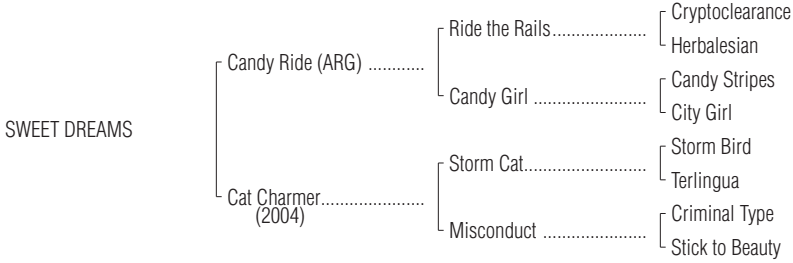 Cryptoclearance
Ride the Rails....................
Herbalesian
Candy Ride (ARG) ............
Candy Stripes
Candy Girl ........................
City Girl
SWEET DREAMS
Storm Bird
Storm Cat..........................
Terlingua
Cat Charmer......................
(2004)
Criminal Type
Misconduct ......................
Stick to Beauty